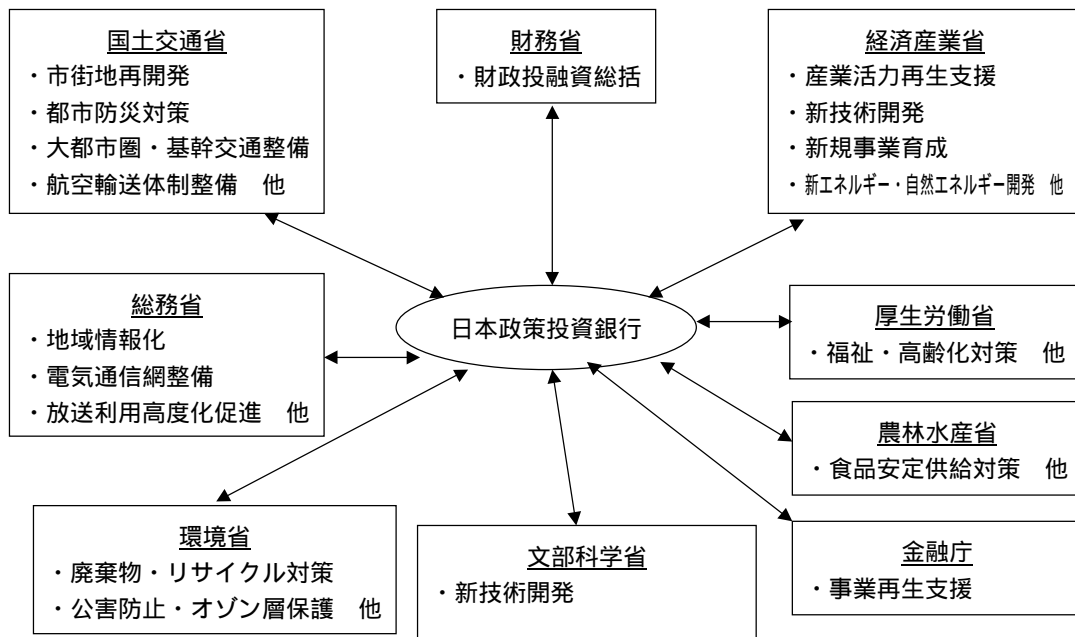 国土交通省
・市街地再開発
・都市防災対策
・大都市圏・基幹交通整備
・航空輸送体制整備　他
財務省
・財政投融資総括
経済産業省
・産業活力再生支援
・新技術開発
・新規事業育成
・新エネルギー・自然エネルギー開発　他
総務省
・地域情報化
・電気通信網整備
・放送利用高度化促進　他
日本政策投資銀行
厚生労働省
・福祉・高齢化対策　他
農林水産省
・食品安定供給対策　他
環境省
・廃棄物・リサイクル対策
・公害防止・オゾン層保護　他
文部科学省
・新技術開発
金融庁
・事業再生支援